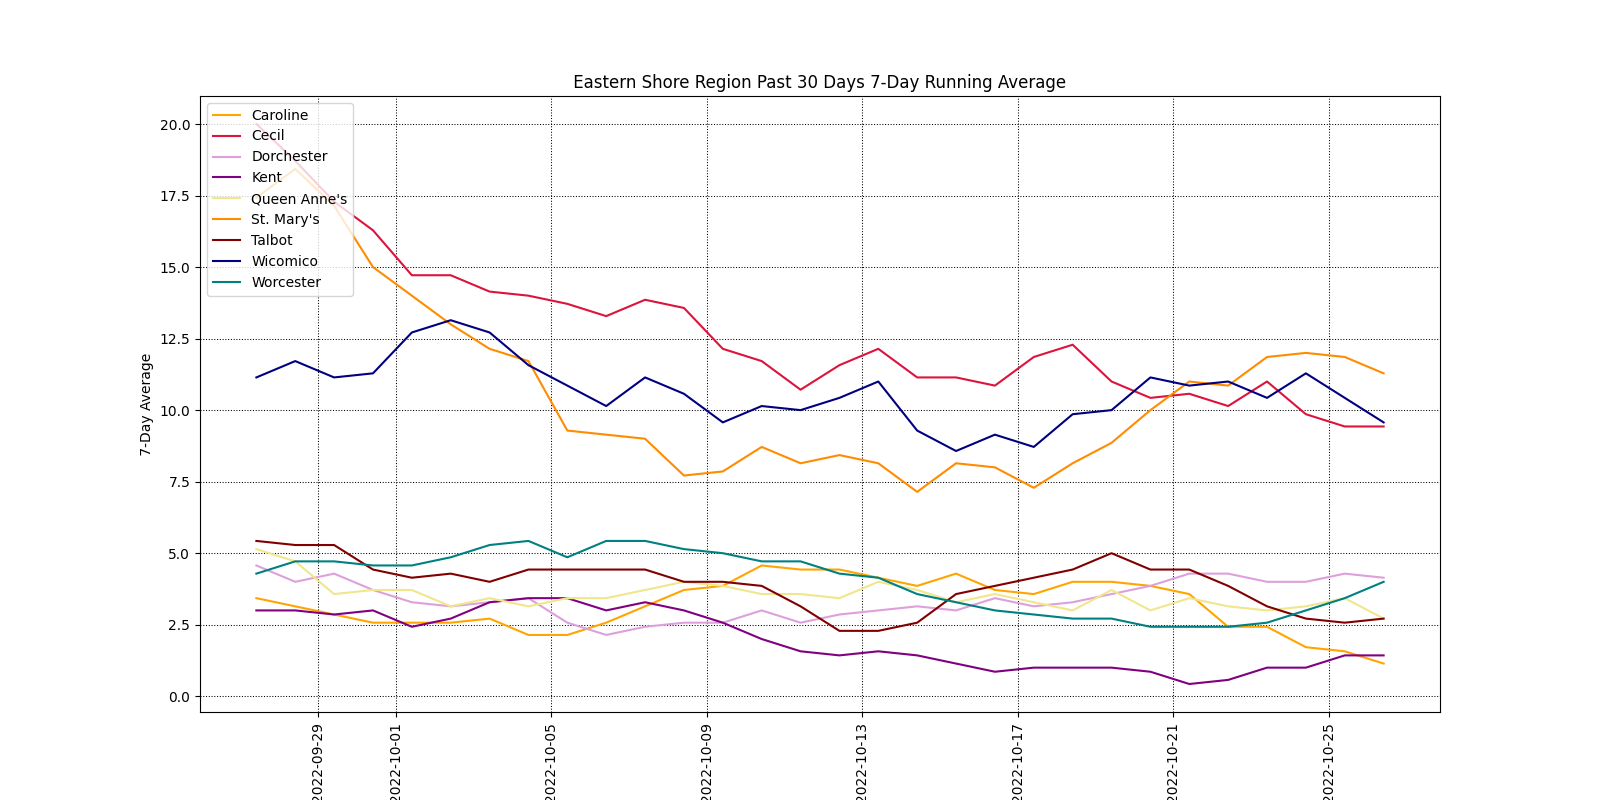 Eastern Shore Region Past 30 Days 7-Day Running Average
Caroline
Cecil
Dorchester
Kent
Queen Anne's
St. Mary's
Talbot
Wicomico
Worcester
20.0
17.5
15.0
12.5
10.0
7.5
5.0
2.5
0.0
7-Day Average
2022-09-29
2022-10-01
2022-10-05
2022-10-09
2022-10-13
2022-10-17
2022-10-21
2022-10-25